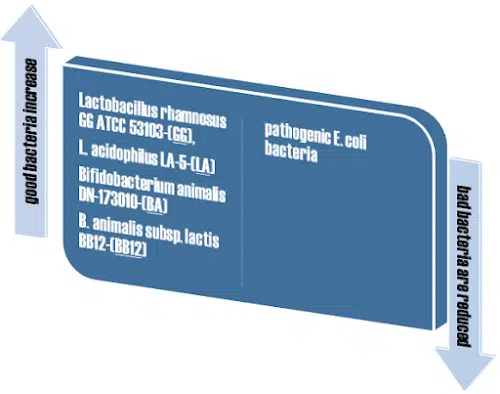 good bacteria increase
Lactobacillus rhamnosus
GG ATCC 53103-(GG),
L. acidophilus LA-5-(LA)
Bifidobacterium animalis
DN-173010-(BA)
B. animalis subsp. lactis
BB12-(BB12)
pathogenic E. coli
bacteria
bad bacteria are reduced